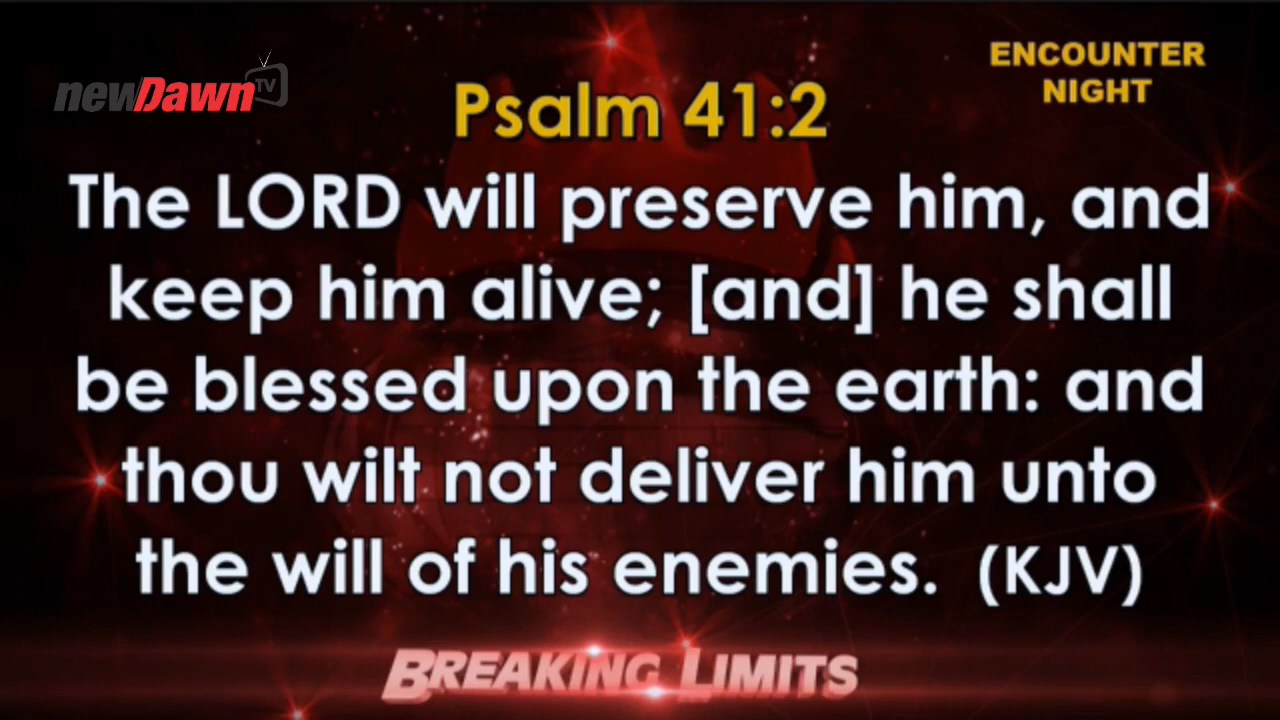 newDawn TV
ENCOUNTER
NIGHT
Psalm 41:2
The LORD will preserve him, and
keep him alive; [and] he shall
be blessed upon the earth: and
thou wilt not deliver him unto
the will of his enemies. (KJV)
BREAKING LIMITS